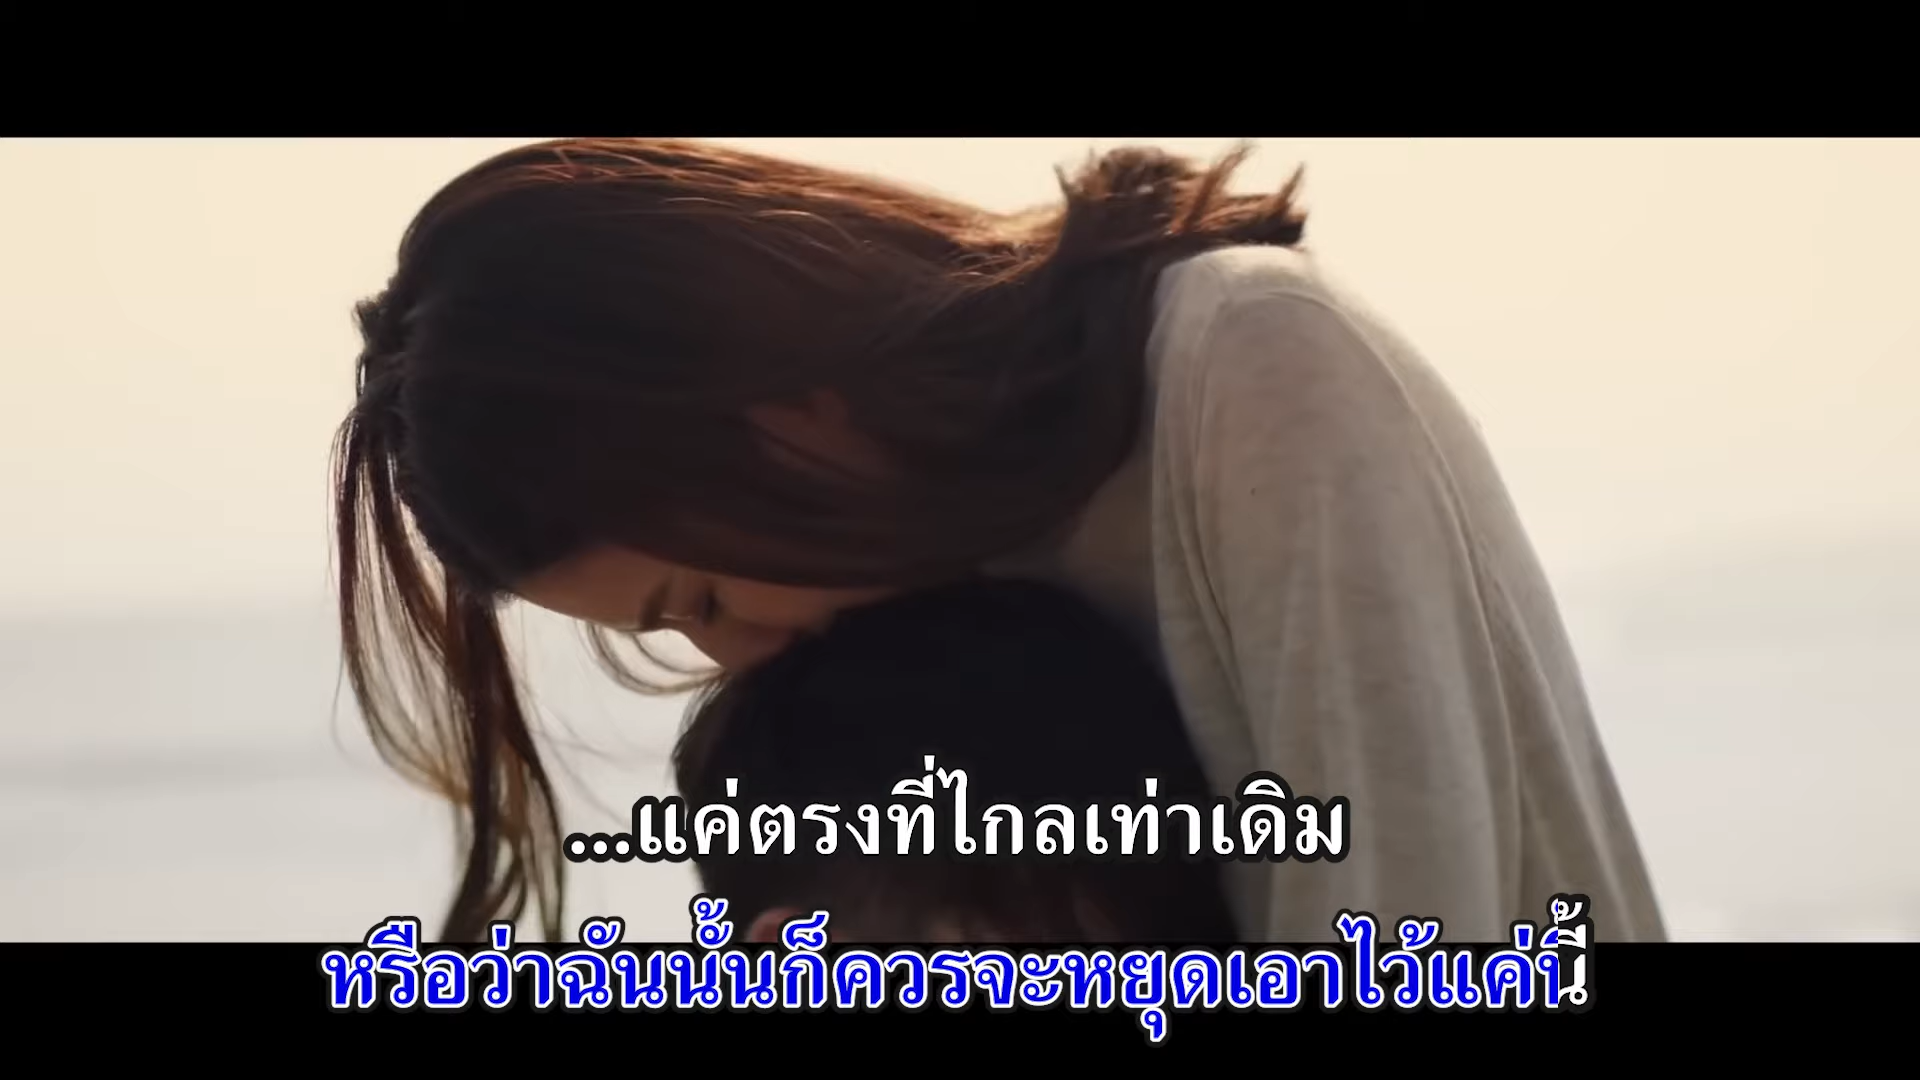 ...แค่ตรงที่ไกลเท่าเดิม
หรือว่าฉันนั้นก็ควรจะหยุดเอาไว้แค่นี้